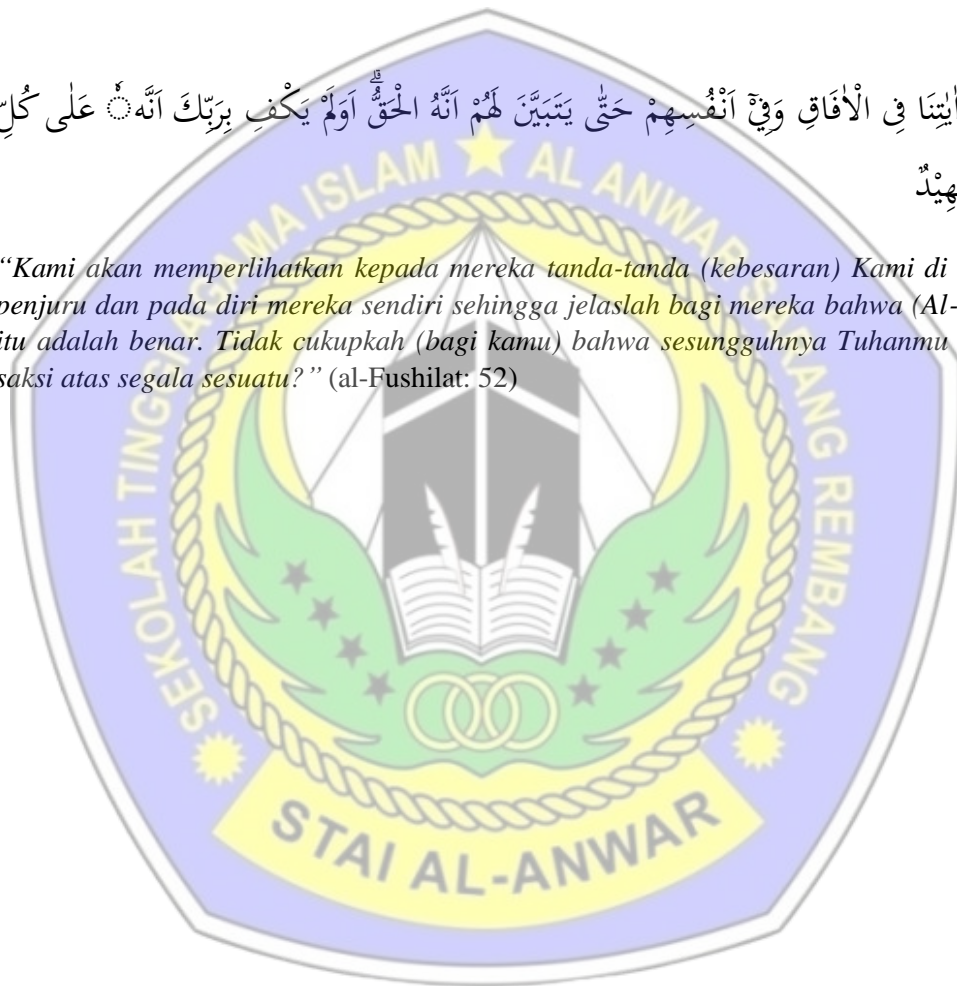 اٰيٰتِنَا فِى الْاٰفَاقِ وَفِيْٓ اَنْفُسِهِمْ حَتّٰى يَتَبَيَّنَ لَهُمْ اَنَّهُ الْحَقُّۗ اَوَلَمْ يَكْفِ بِرَبِّكَ اَنَّهٗ عَلٰى كُلِّ
هِيْدٌ
“Kami akan memperlihatkan kepada mereka tanda-tanda (kebesaran) Kami di
penjuru dan pada diri mereka sendiri sehingga jelaslah bagi mereka bahwa (Al-
itu adalah benar. Tidak cukupkah (bagi kamu) bahwa sesungguhnya Tuhanmu
saksi atas segala sesuatu?” (al-Fushilat: 52)
SEKOLAH TINGGI AGAMA ISLAM ★ AL ANWAR SARANG REMBANG
STAI AL-ANWAR